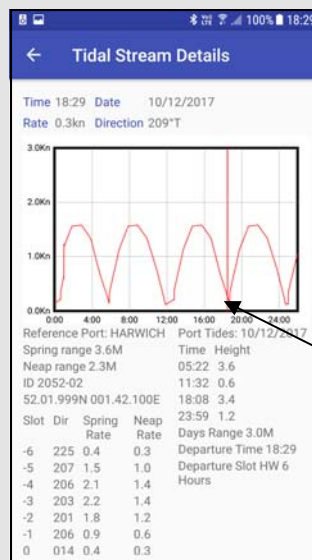 100% 18:29
Tidal Stream Details
Time 18:29 Date 10/12/2017
Rate 0.3kn Direction 209°T
3.0Kn
2.0Kn
1.0Kn
0.0Kn
0:00 4:00 8:00 12:00 16:00 20:00 24:00
Reference Port: HARWICH
Spring range 3.6M
Neap range 2.3M
ID 2052-02
52.01.999N 001.42.100E
Slot Dir Spring Rate Neap Rate
-6 225 0.4 0.3
-5 207 1.5 1.0
-4 206 2.1 1.4
-3 203 2.2 1.4
-2 201 1.8 1.2
-1 206 0.9 0.6
0 014 0.4 0.3
Port Tides: 10/12/2017
Time Height
05:22 3.6
11:32 0.6
18:08 3.4
23:59 1.2
Days Range 3.0M
Departure Time 18:29
Departure Slot HW 6
Hours